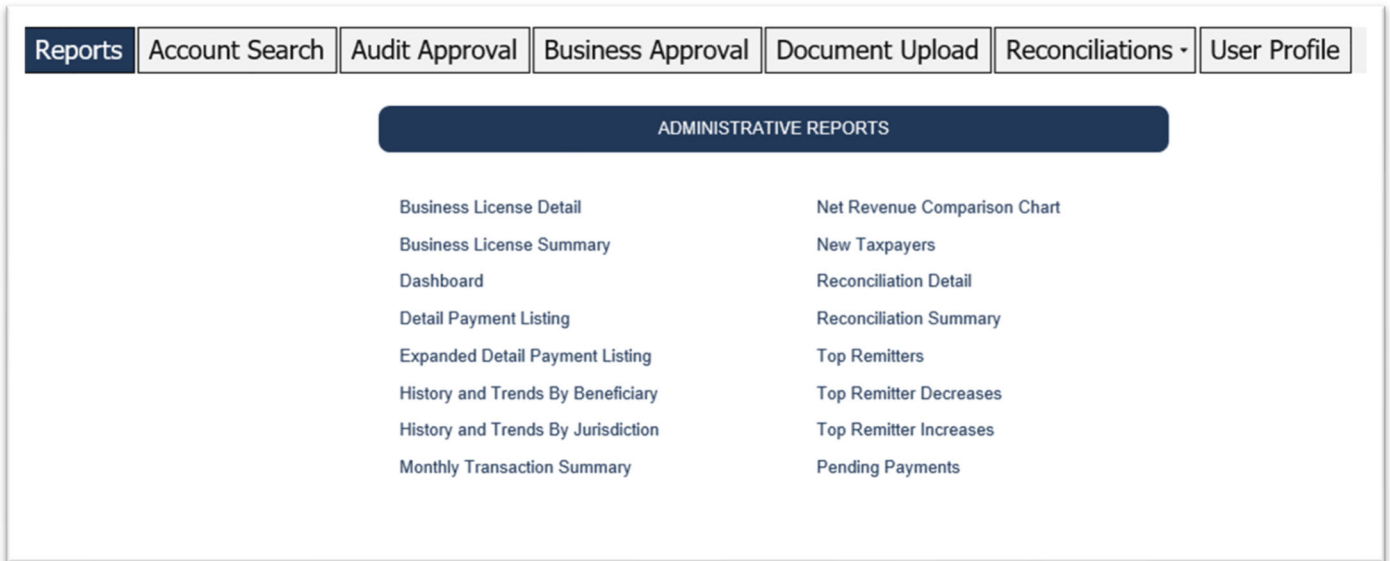 Reports Account Search Audit Approval Business Approval Document Upload Reconciliations User Profile
ADMINISTRATIVE REPORTS
Business License Detail
Business License Summary
Dashboard
Detail Payment Listing
Expanded Detail Payment Listing
History and Trends By Beneficiary
History and Trends By Jurisdiction
Monthly Transaction Summary
Net Revenue Comparison Chart
New Taxpayers
Reconciliation Detail
Reconciliation Summary
Top Remitters
Top Remitter Decreases
Top Remitter Increases
Pending Payments